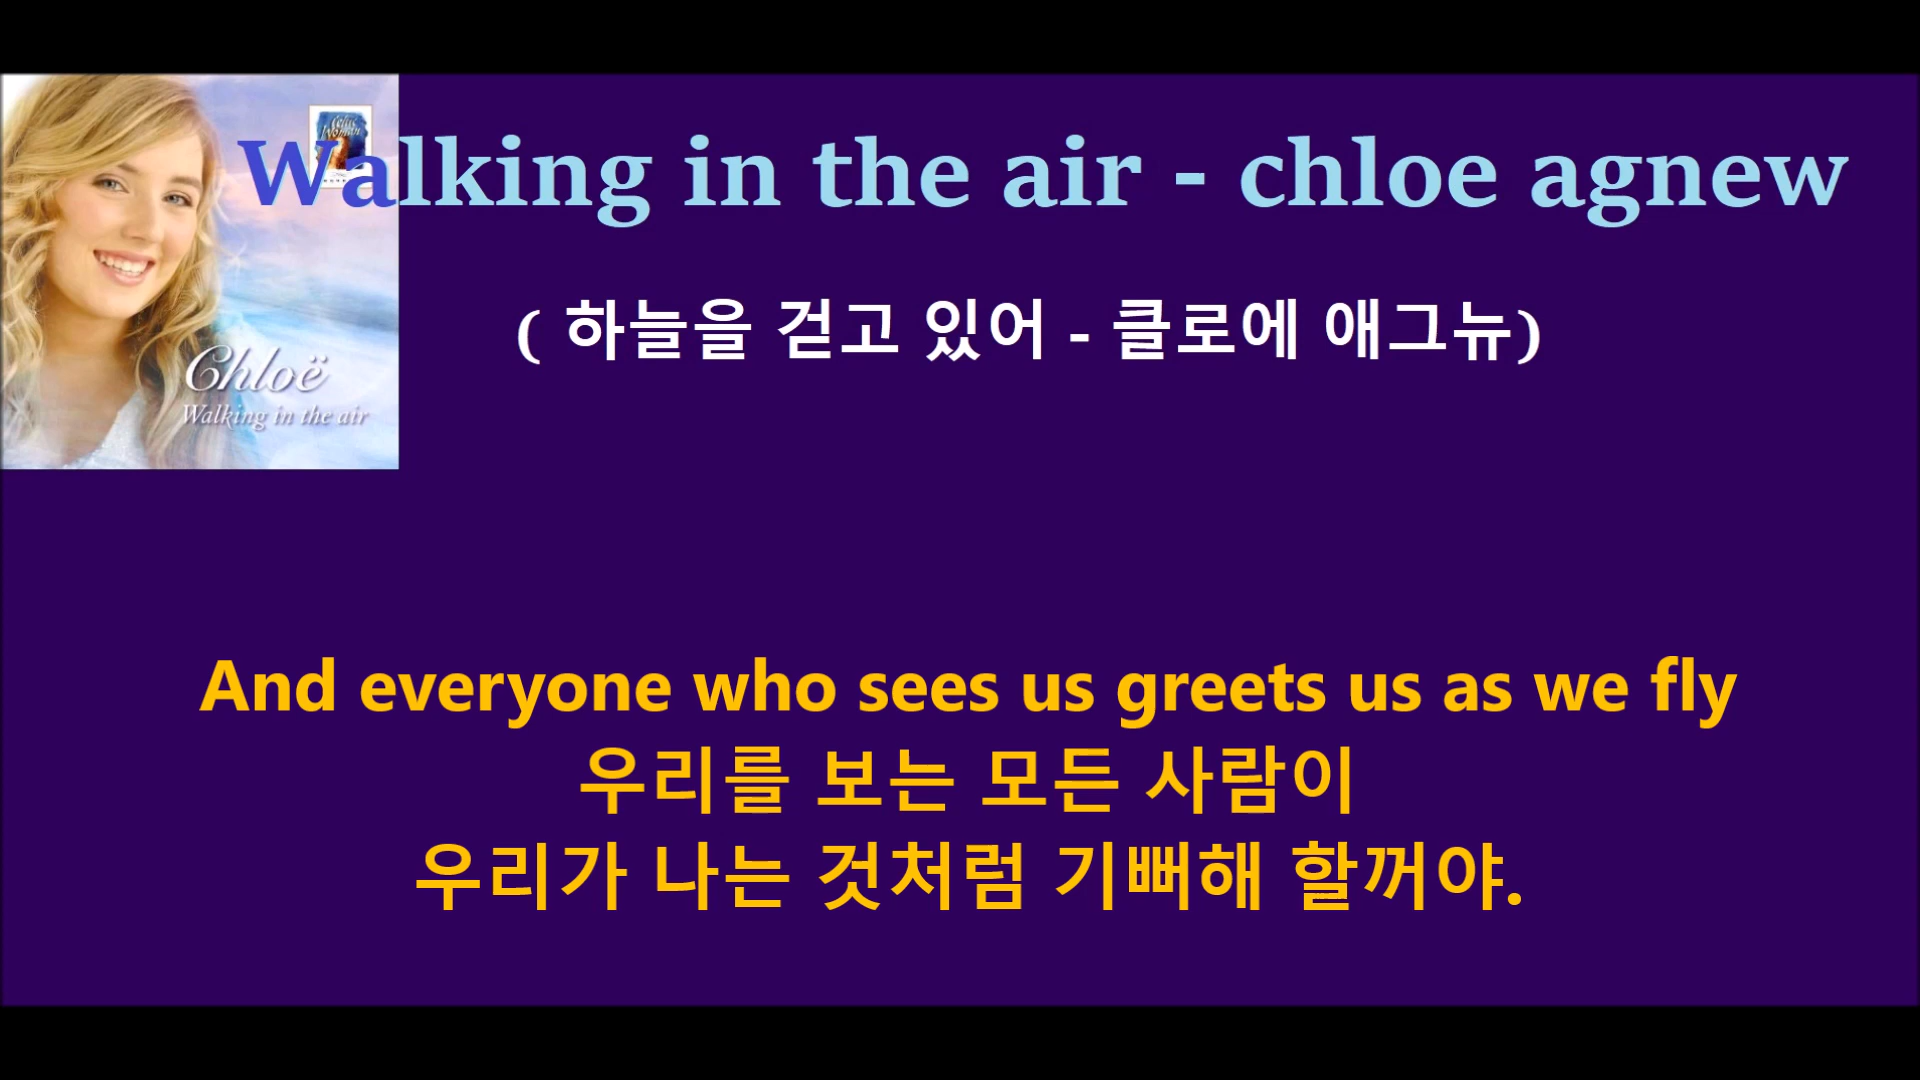 Walking in the air - chloe agnew
( 하늘을 걷고 있어 - 클로에 애그뉴)
Celtic
Woman
Chloë
Walking in the air
And everyone who sees us greets us as we fly
우리를 보는 모든 사람이
우리가 나는 것처럼 기뻐해 할꺼야.